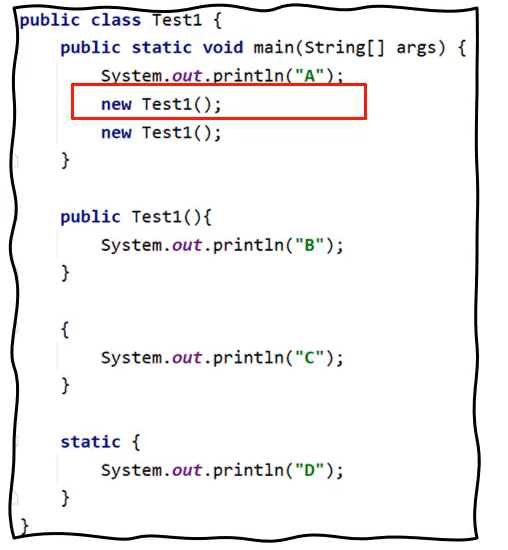 public class Test1 {
    public static void main(String[] args) {
        System.out.println("A");
        new Test1();
        new Test1();
    }

    public Test1(){
        System.out.println("B");
    }

    {
        System.out.println("C");
    }

    static {
        System.out.println("D");
    }
}